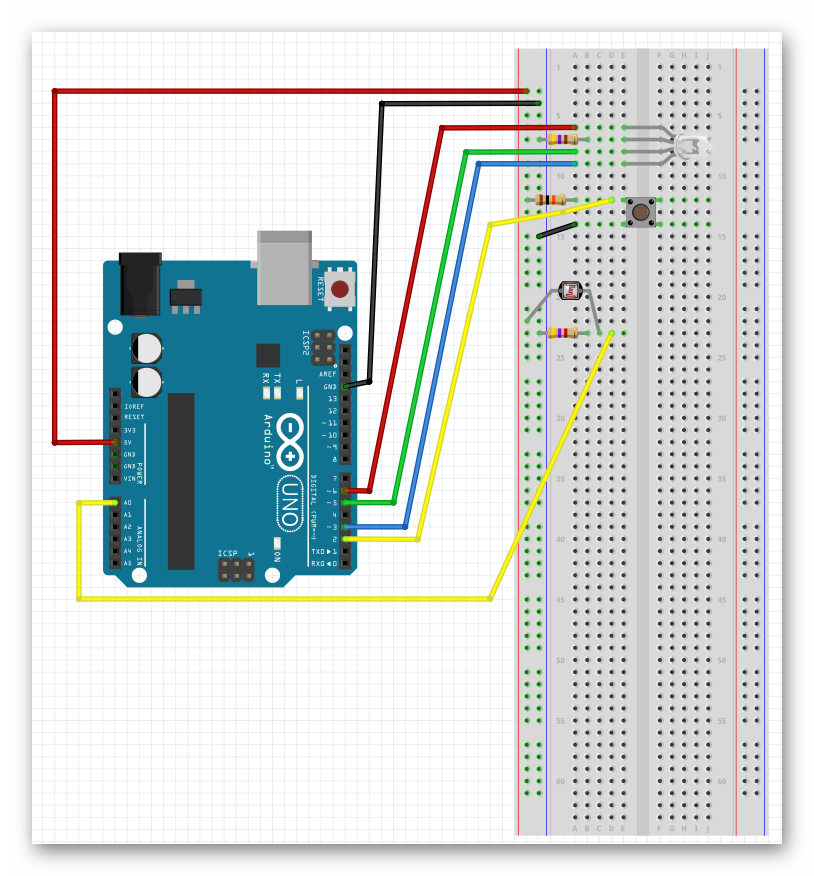 A B C D E F G H I J
1 1
5 5
10 10
15 15
20 20
25 25
30 30
35 35
40 40
45 45
50 50
55 55
60 60
A B C D E F G H I J
RESET
ICSP2
AREF
GND
13
12
~11
~10
~9
8
7
~6
~5
4
~3
2
TXD▶1
RXD◀0
DIGITAL (PWM~)
L
TX
RX
Arduino™
UNO
ON
ICSP
1
IOREF
RESET
3V3
5V
GND
GND
VIN
POWER
A0
A1
A2
A3
A4
A5
ANALOG IN